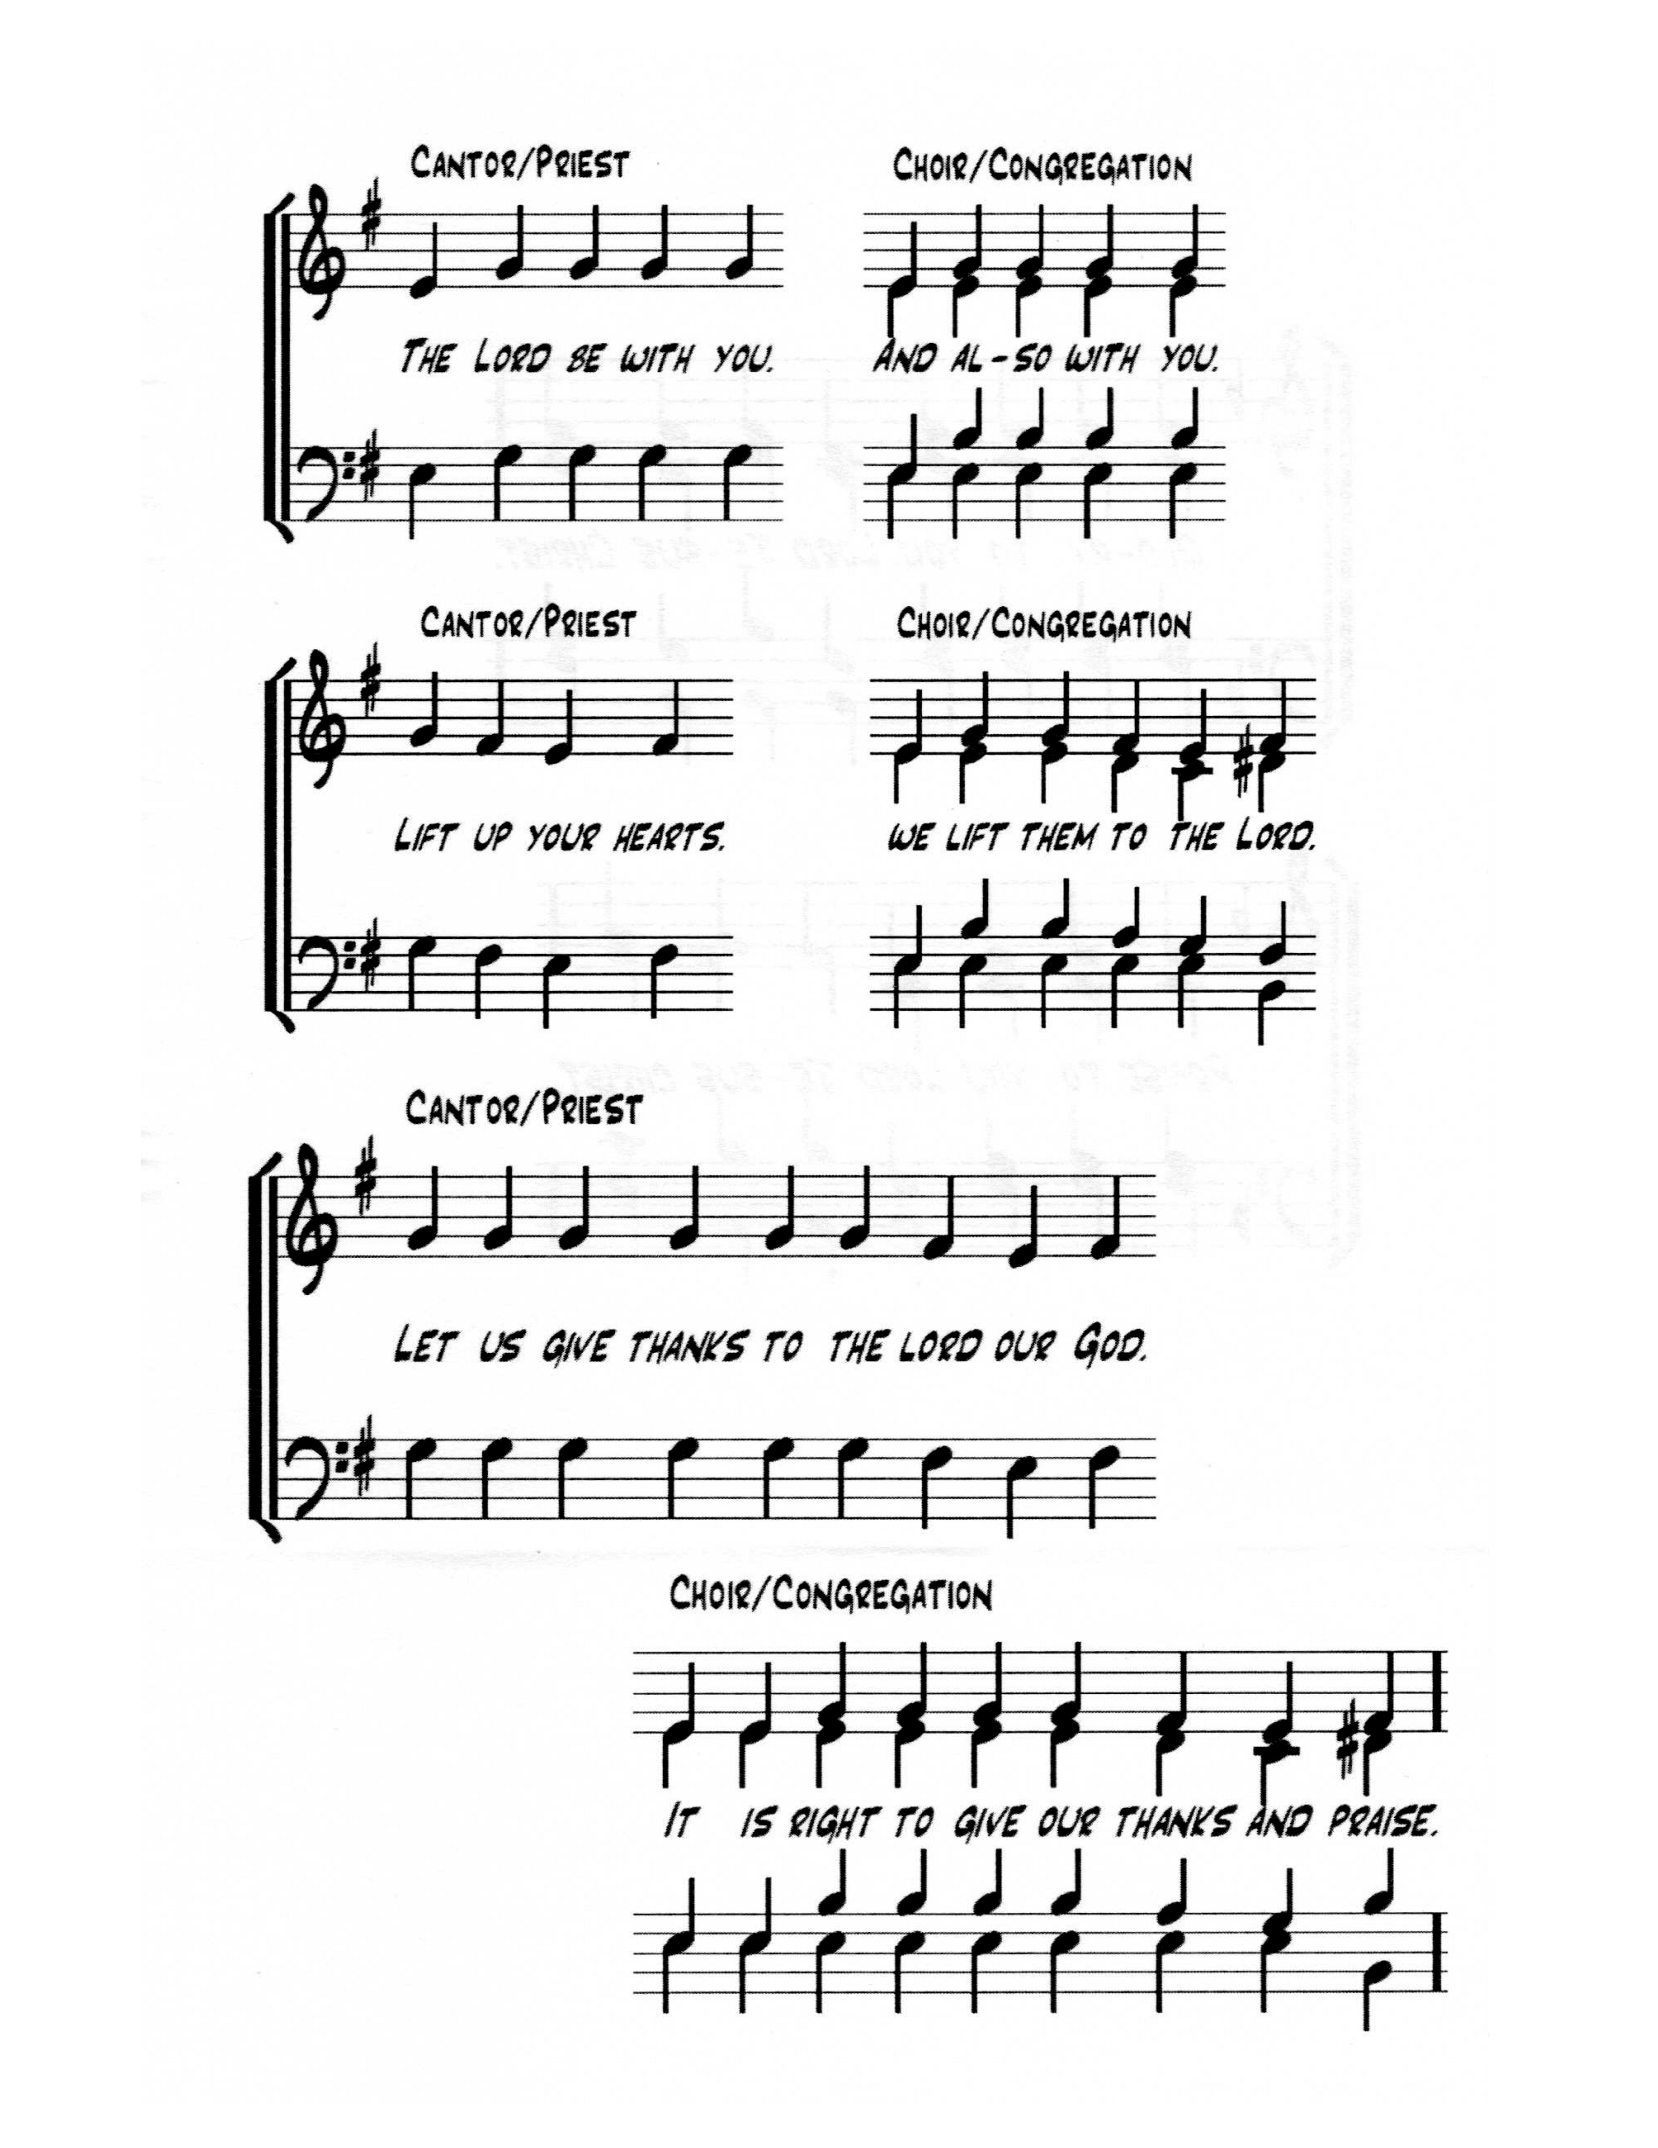 Cantor/Priest Choir/Congregation
The Lord be with you. And al-so with you.
Cantor/Priest Choir/Congregation
Lift up your hearts. we lift them to the Lord.
Cantor/Priest
Let us give thanks to the lord our God.
Choir/Congregation
It is right to give our thanks and praise.